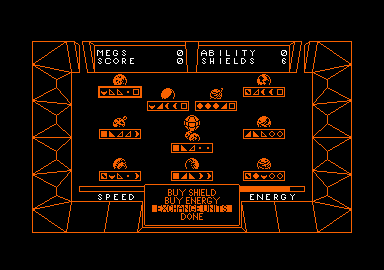 MEGS 0
SCORE 0
ABILITY 0
SHIELDS 6
SPEED
ENERGY
BUY SHIELD
BUY ENERGY
EXCHANGE UNITS
DONE